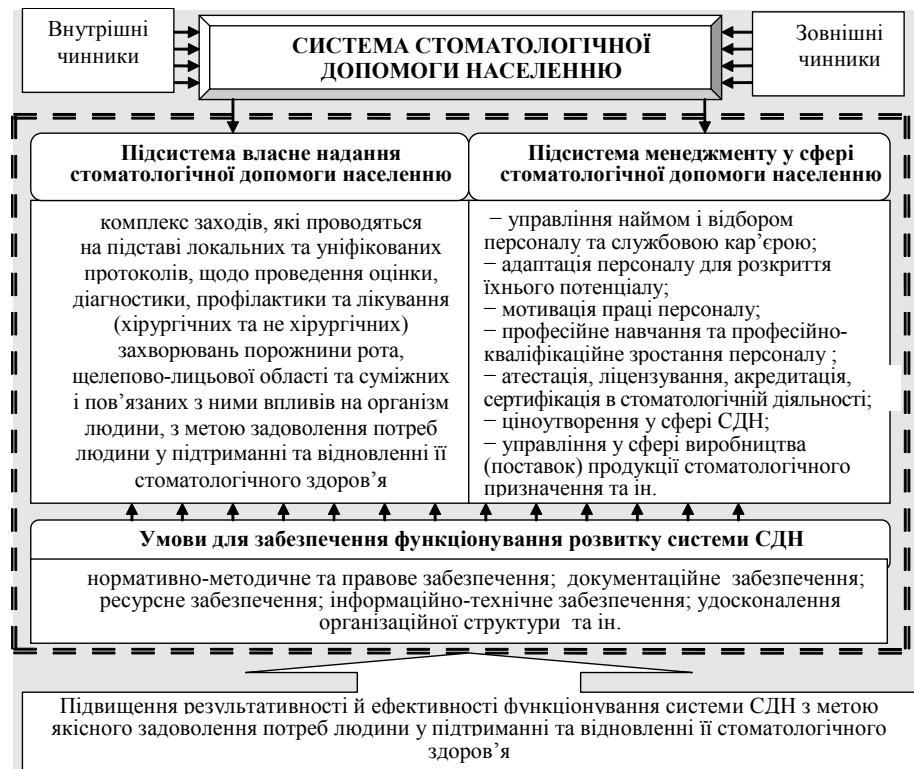 Внутрішні
чинники
СИСТЕМА СТОМАТОЛОГІЧНОЇ
ДОПОМОГИ НАСЕЛЕННЮ
Зовнішні
чинники
Підсистема власне надання
стоматологічної допомоги населенню
комплекс заходів, які проводяться
на підставі локальних та уніфікованих
протоколів, щодо проведення оцінки,
діагностики, профілактики та лікування
(хірургічних та не хірургічних)
захворювань порожнини рота,
щелепово-лицьової області та суміжних
і пов’язаних з ними впливів на організм
людини, з метою задоволення потреб
людини у підтриманні та відновленні її
стоматологічного здоров’я
Підсистема менеджменту у сфері
стоматологічної допомоги населенню
− управління наймом і відбором
персоналу та службовою кар’єрою;
− адаптація персоналу для розкриття
їхнього потенціалу;
− мотивація праці персоналу;
− професійне навчання та професійно-
кваліфікаційне зростання персоналу ;
− атестація, ліцензування, акредитація,
сертифікація в стоматологічній діяльності;
− ціноутворення у сфері СДН;
− управління у сфері виробництва
(поставок) продукції стоматологічного
призначення та ін.
Умови для забезпечення функціонування розвитку системи СДН
нормативно-методичне та правове забезпечення; документаційне забезпечення;
ресурсне забезпечення; інформаційно-технічне забезпечення; удосконалення
організаційної структури та ін.
Підвищення результативності й ефективності функціонування системи СДН з метою
якісного задоволення потреб людини у підтриманні та відновленні її стоматологічного
здоров’я